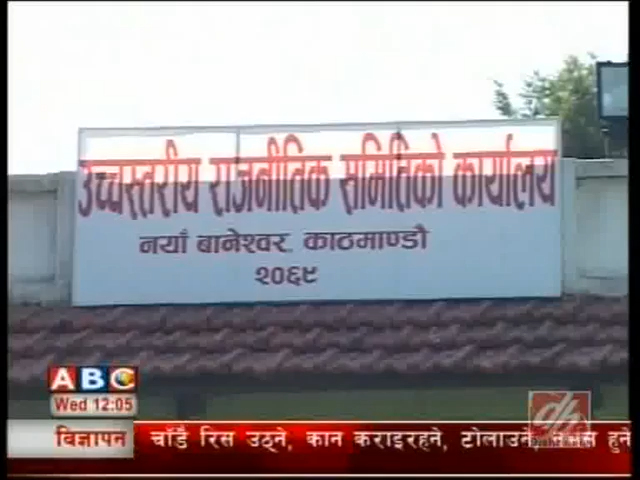 उच्चस्तरीय राजनीतिक समितिको कार्यालय
नयाँ बानेश्वर, काठमाण्डौ
२०६९
ABC
Wed 12:05
विज्ञापन
चाँडै रिस उठ्ने, कान कराइरहने, टोलाउने,